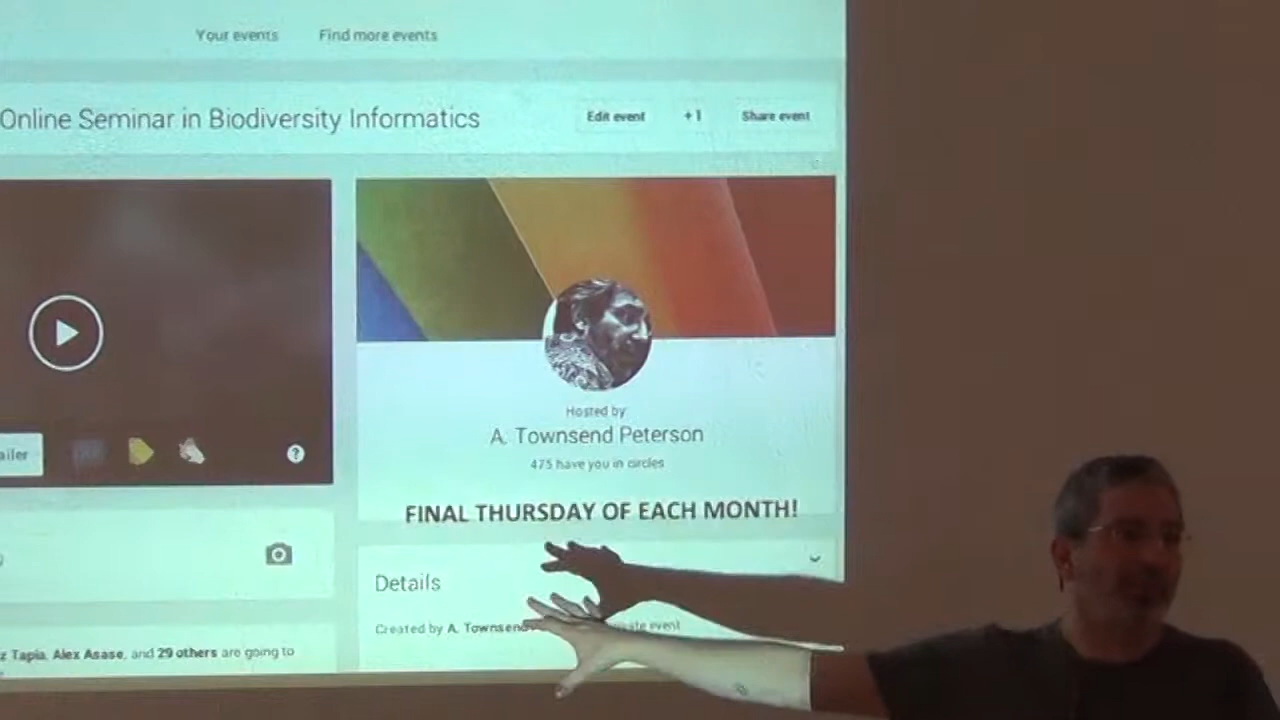 Your events Find more events
Online Seminar in Biodiversity Informatics
Edit event +1 Share event
Hosted by
A. Townsend Peterson
475 have you in circles
FINAL THURSDAY OF EACH MONTH!
Details
Created by A. Townsend
Tapia, Alex Asase, and 29 others are going to
event